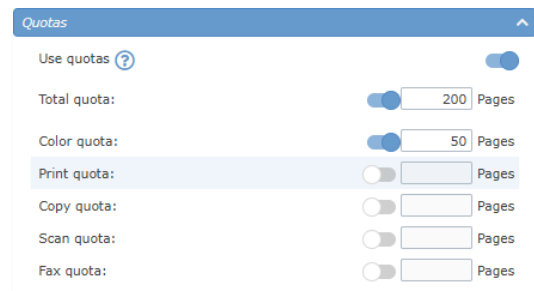 Quotas
Use quotas ?
Total quota: 200 Pages
Color quota: 50 Pages
Print quota: Pages
Copy quota: Pages
Scan quota: Pages
Fax quota: Pages